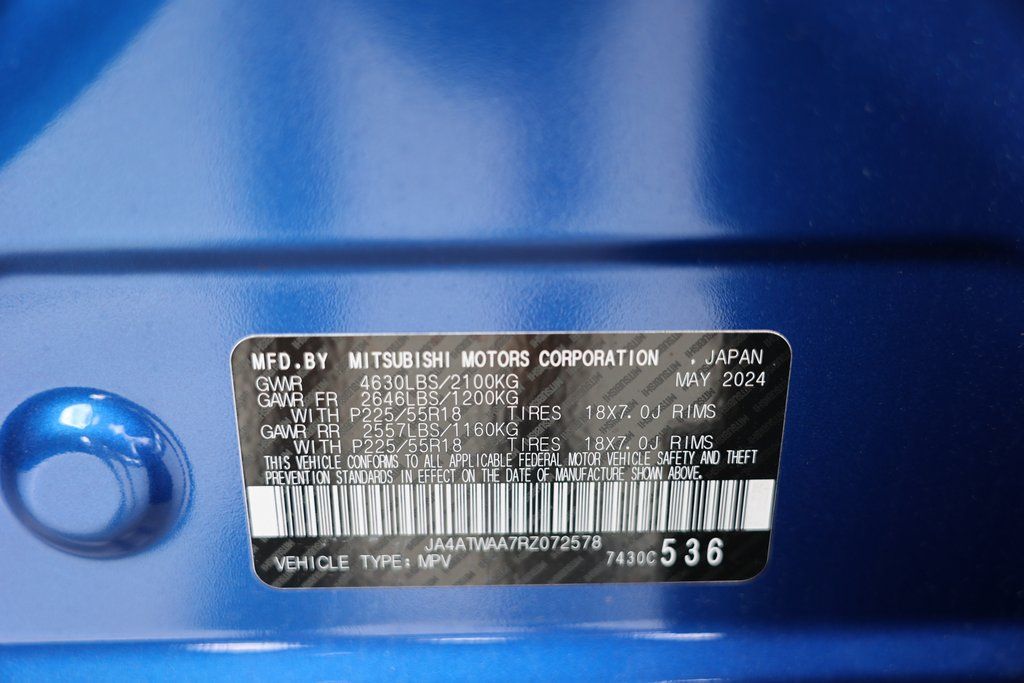 MFD.BY MITSUBISHI MOTORS CORPORATION , JAPAN
GVWR 4630LBS/2100KG MAY 2024
GAWR FR 2646LBS/1200KG
WITH P225/55R18 TIRES 18X7.0J RIMS
GAWR RR 2557LBS/1160KG
WITH P225/55R18 TIRES 18X7.0J RIMS
THIS VEHICLE CONFORMS TO ALL APPLICABLE FEDERAL MOTOR VEHICLE SAFETY AND THEFT
PREVENTION STANDARDS IN EFFECT ON THE DATE OF MANUFACTURE SHOWN ABOVE.
JA4ATWAA7RZ072578
VEHICLE TYPE: MPV 7430C 536